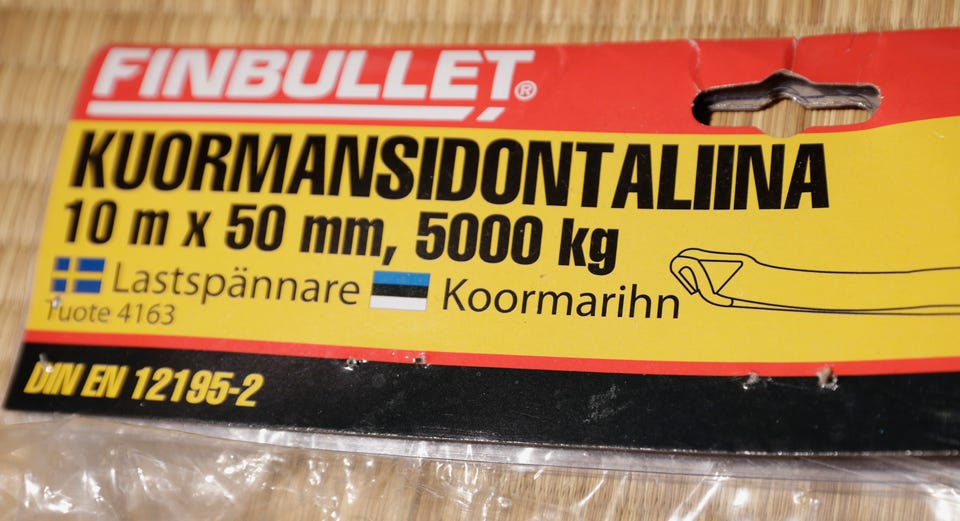 FINBULLET®
KUORMANSIDONTALIINA
10 m x 50 mm, 5000 kg
Lastspännare Koormarihn
Tuote 4163
DIN EN 12195-2